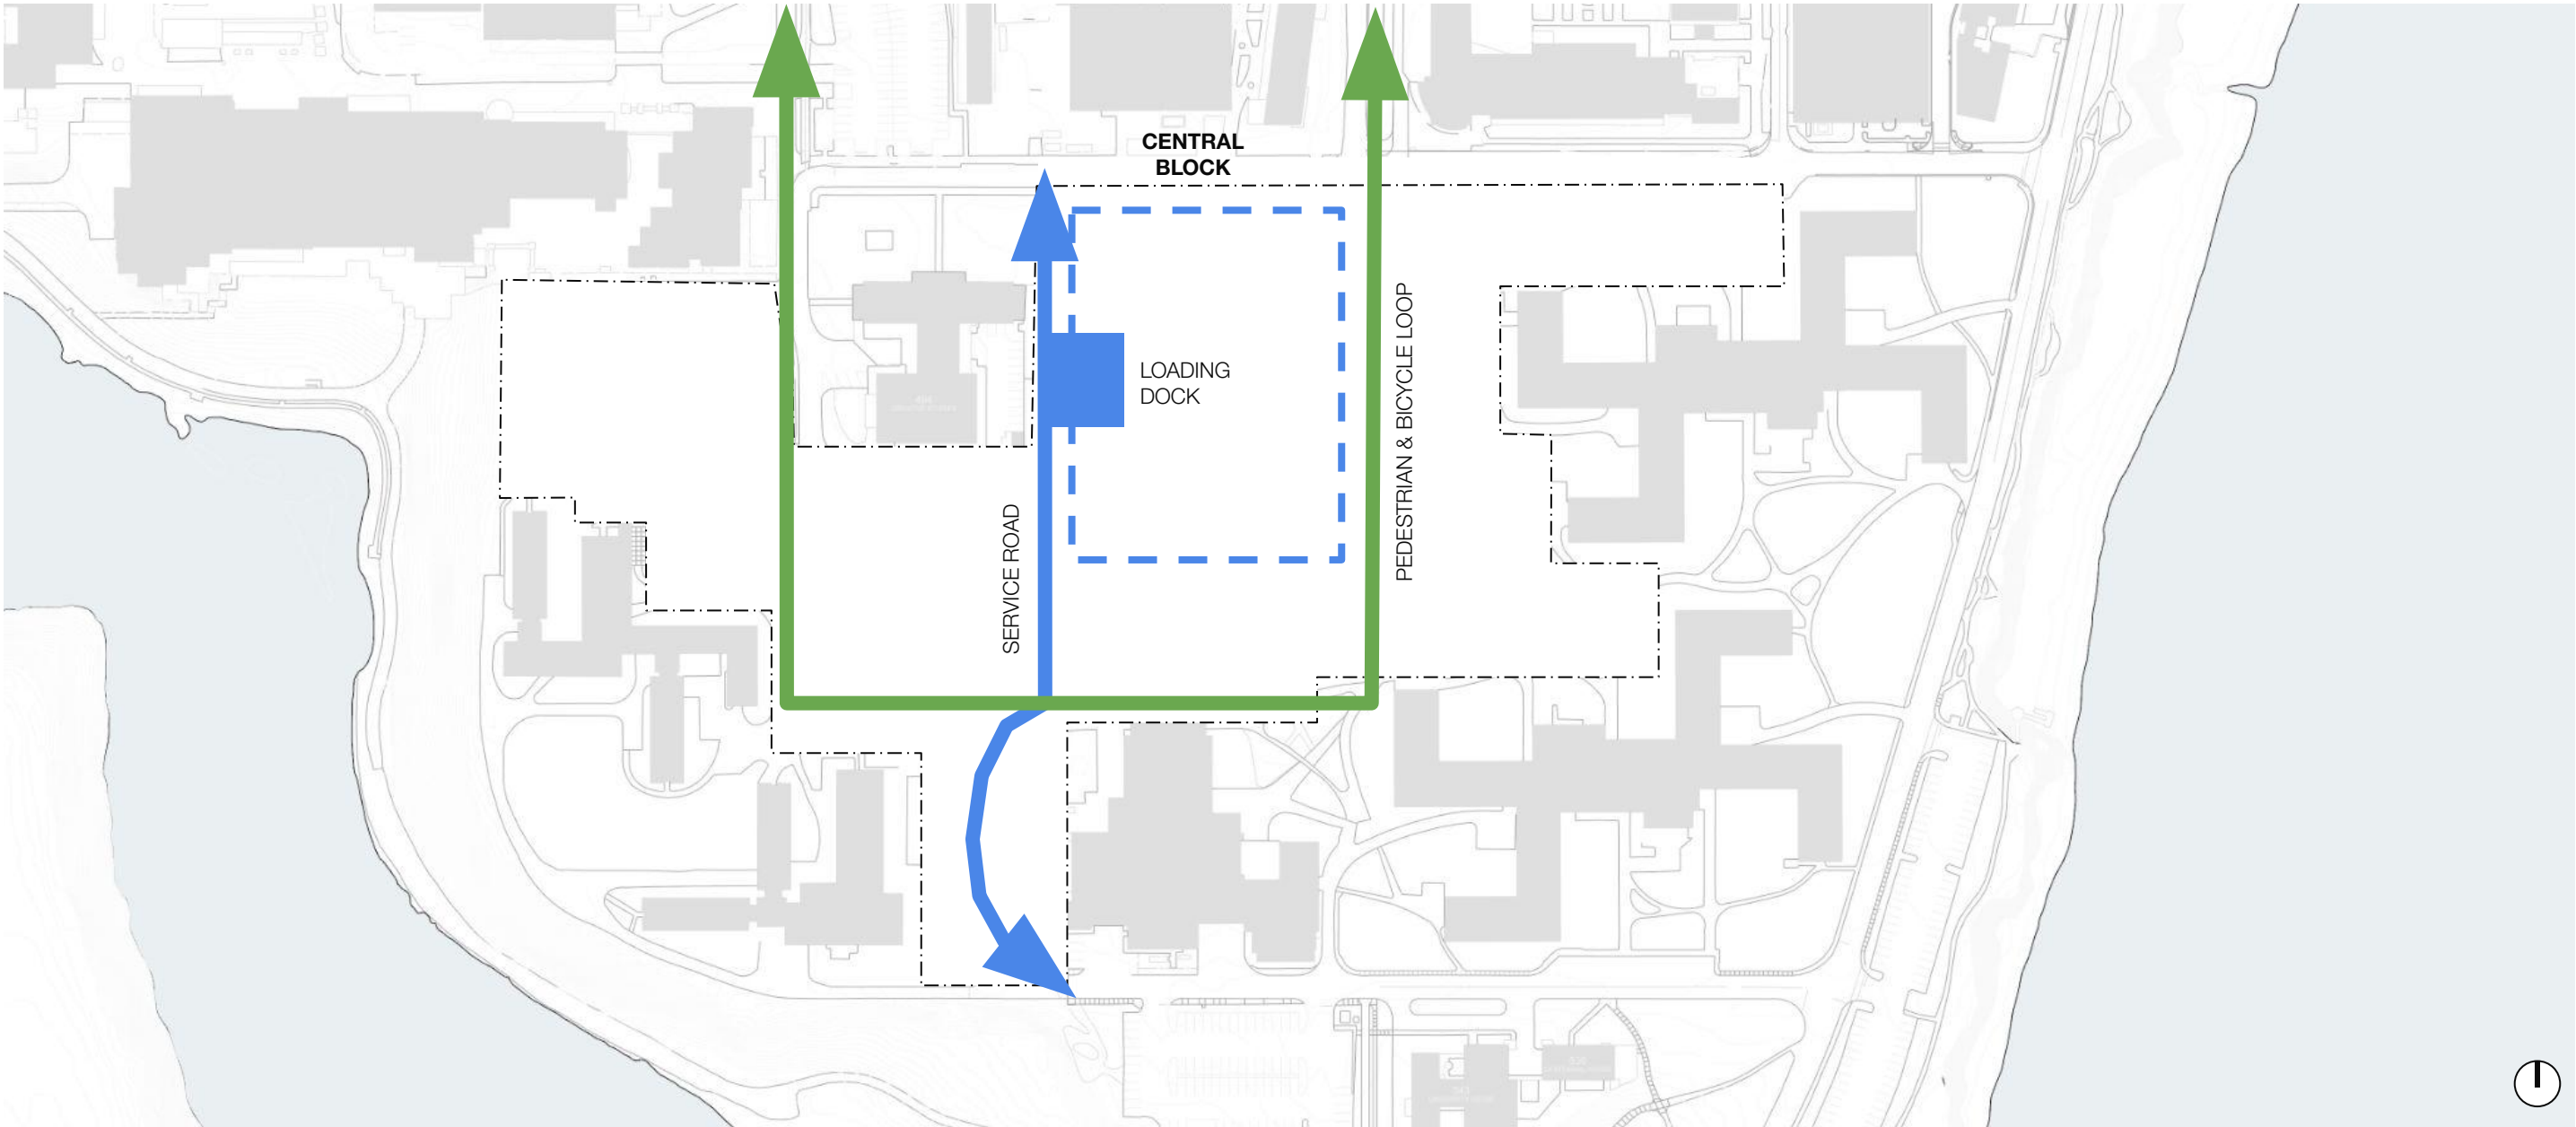 CENTRAL
BLOCK
LOADING
DOCK
SERVICE ROAD
PEDESTRIAN & BICYCLE LOOP